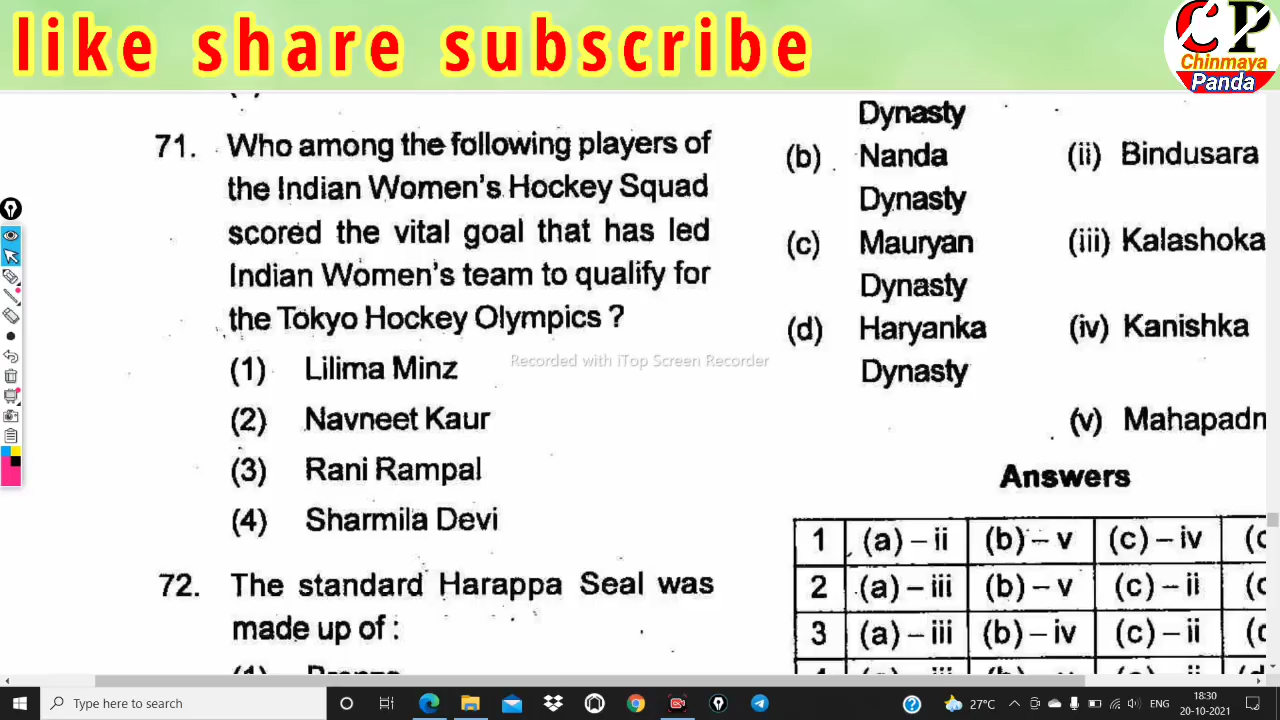 like share subscribe
CP
Chinmaya
Panda
71. Who among the following players of
the Indian Women's Hockey Squad
scored the vital goal that has led
Indian Women's team to qualify for
the Tokyo Hockey Olympics ?
(1) Lilima Minz
(2) Navneet Kaur
(3) Rani Rampal
(4) Sharmila Devi
72. The standard Harappa Seal was
made up of :
Dynasty
(b) Nanda (ii) Bindusara
Dynasty
(c) Mauryan (iii) Kalashoka
Dynasty
(d) Haryanka (iv) Kanishka
Dynasty
(v) Mahapadn
Answers
1 (a) – ii (b) – v (c) – iv
2 (a) – iii (b) – v (c) – ii
3 (a) – iii (b) – iv (c) – ii
Recorded with iTop Screen Recorder
Type here to search
27°C
ENG
18:30
20-10-2021